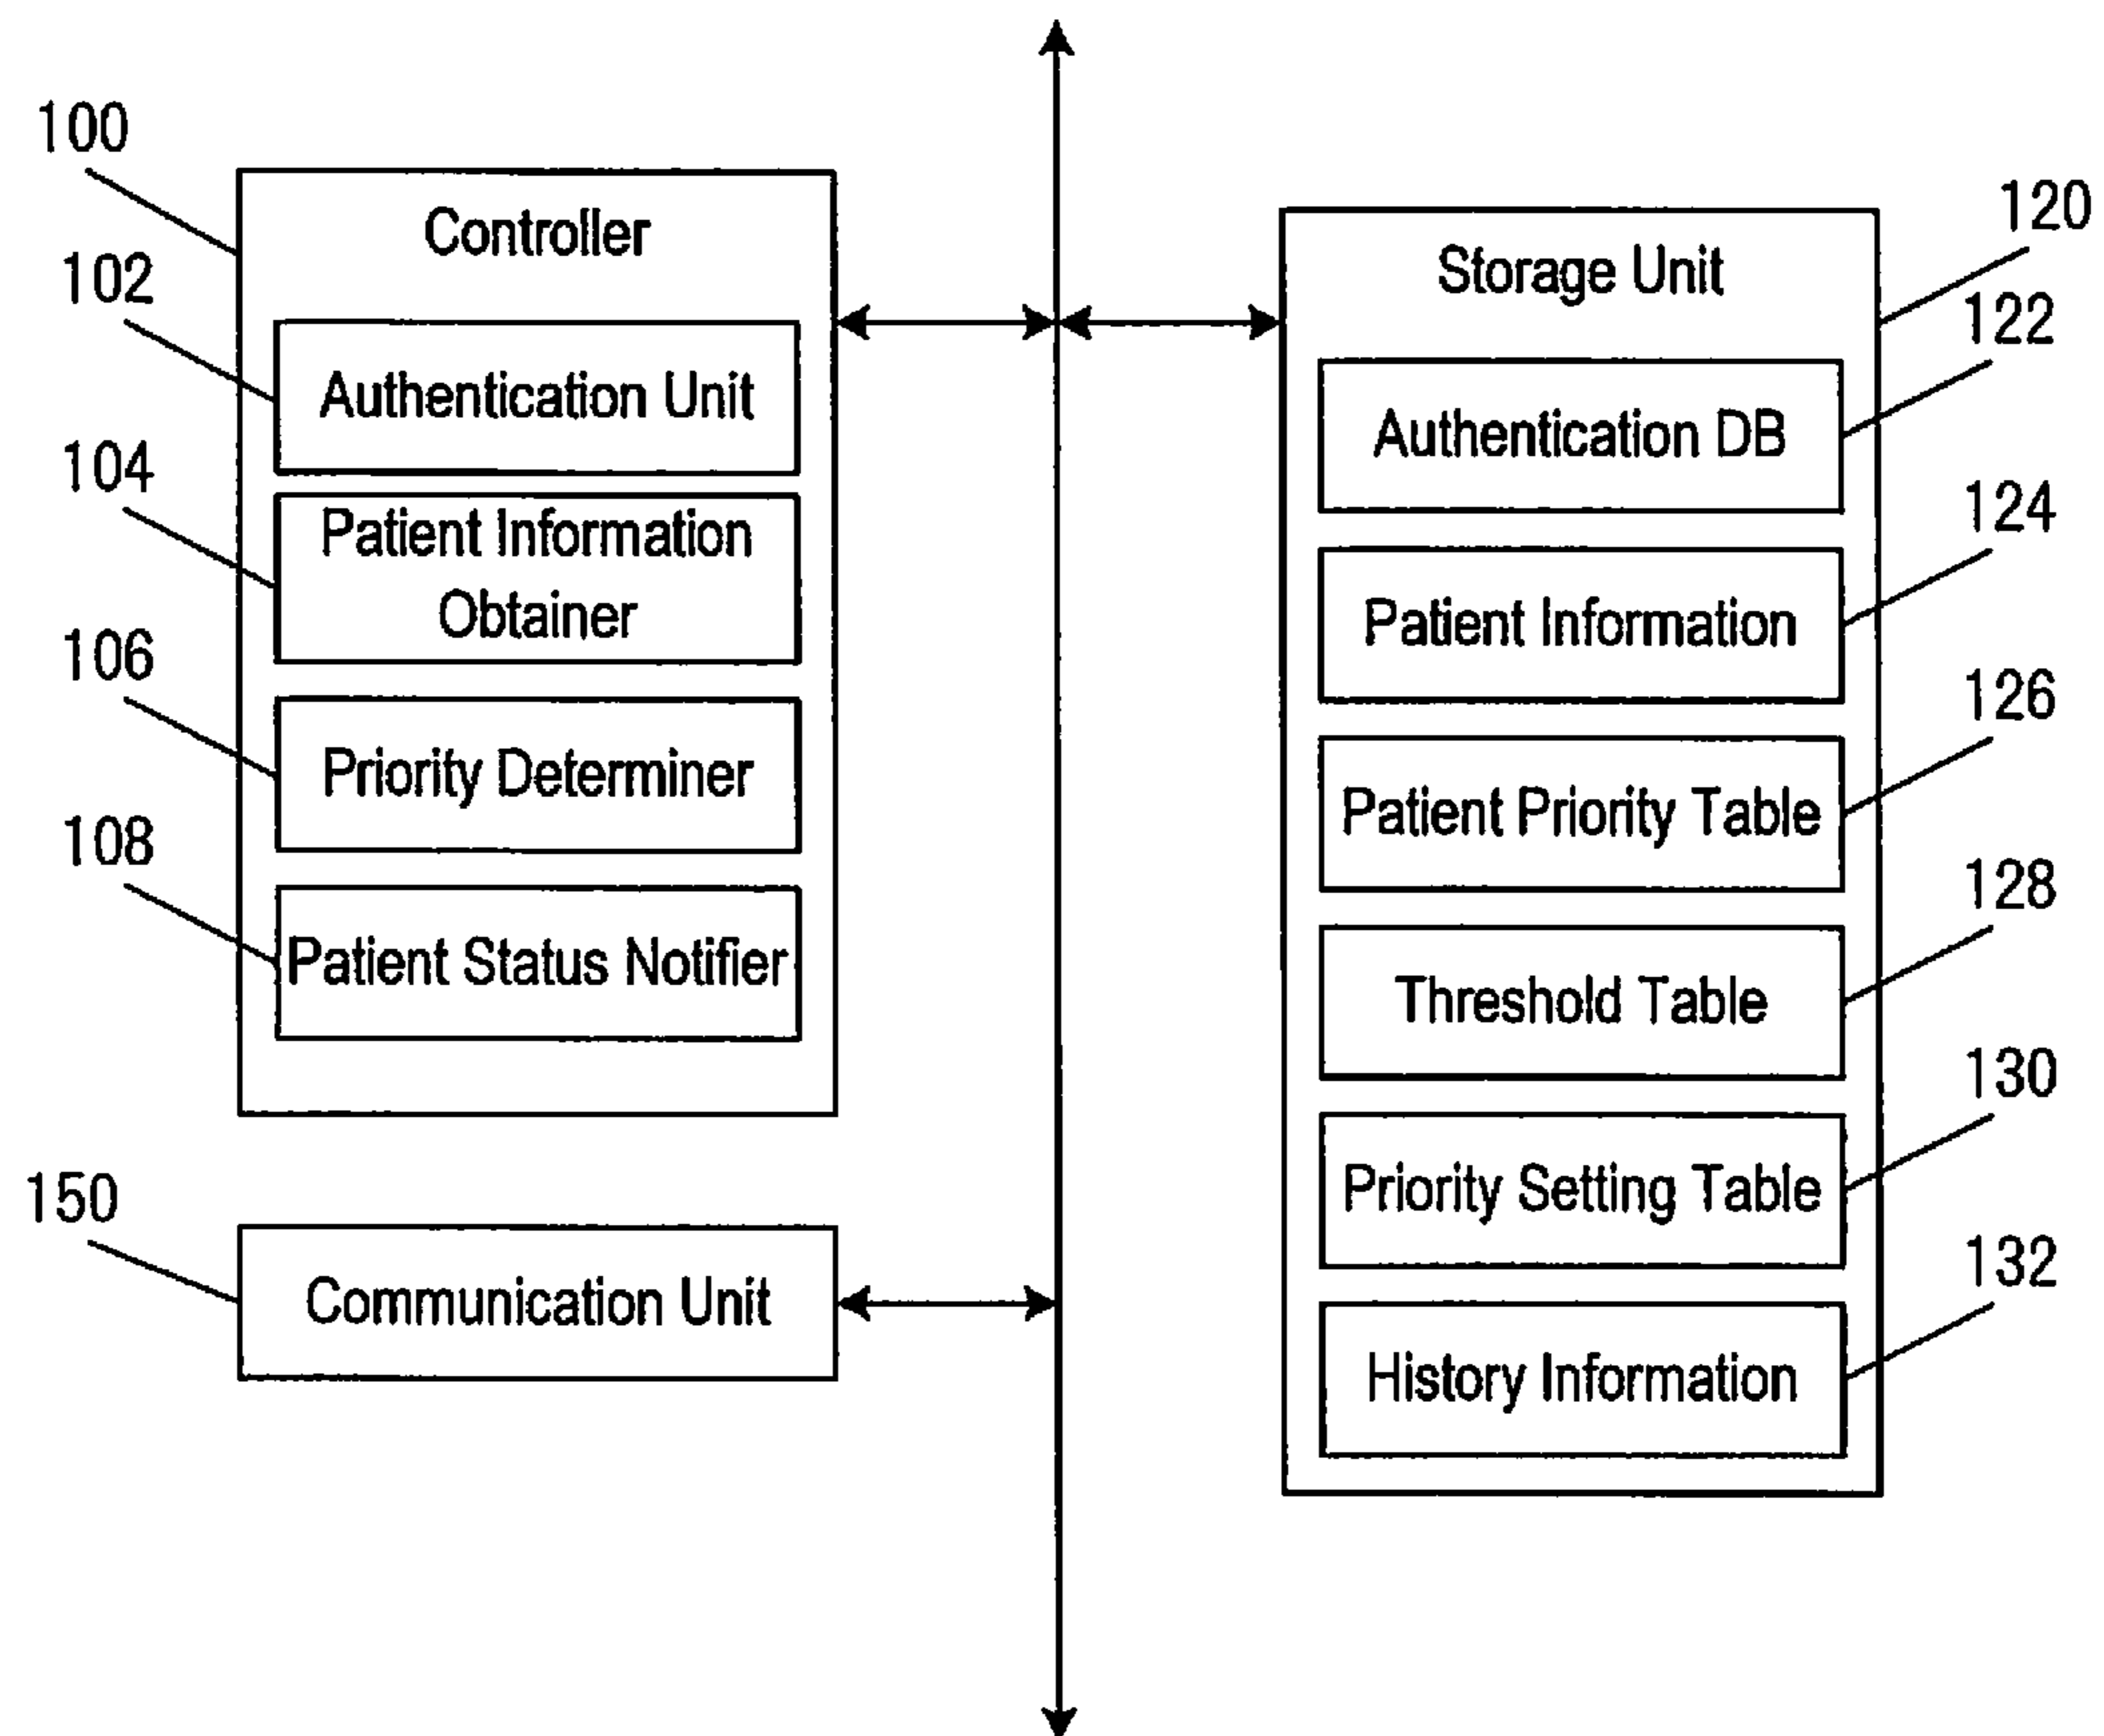 100
Controller
102
Authentication Unit
104
Patient Information
Obtainer
106
Priority Determiner
108
Patient Status Notifier
150
Communication Unit
120
Storage Unit
122
Authentication DB
124
Patient Information
126
Patient Priority Table
128
Threshold Table
130
Priority Setting Table
132
History Information